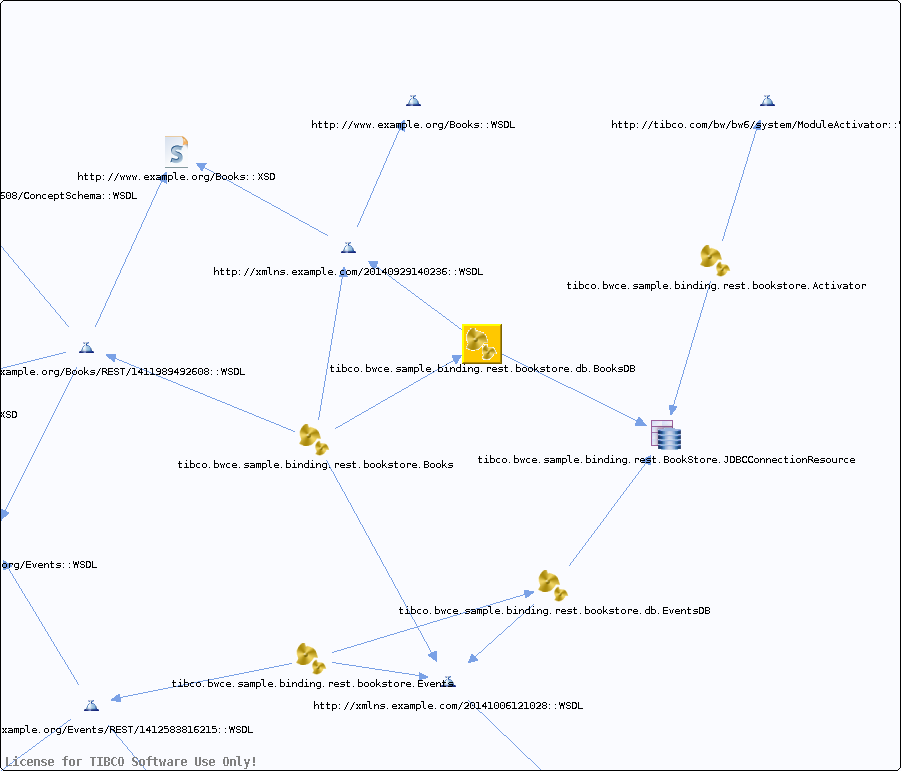 http://www.example.org/Books::WSDL
http://tibco.com/bw/bw6/system/ModuleActivator::
S
http://www.example.org/Books::XSD
608/ConceptSchema::WSDL
http://xmlns.example.com/20140929140236::WSDL
tibco.bwce.sample.binding.rest.bookstore.Activator
example.org/Books/REST/1411989492608::WSDL
tibco.bwce.sample.binding.rest.bookstore.db.BooksDB
XSD
tibco.bwce.sample.binding.rest.bookstore.Books
tibco.bwce.sample.binding.rest.BookStore.JDBCConnectionResource
org/Events::WSDL
tibco.bwce.sample.binding.rest.bookstore.db.EventsDB
tibco.bwce.sample.binding.rest.bookstore.Events
http://xmlns.example.com/20141006121028::WSDL
example.org/Events/REST/1412583816215::WSDL
License for TIBCO Software Use Only!